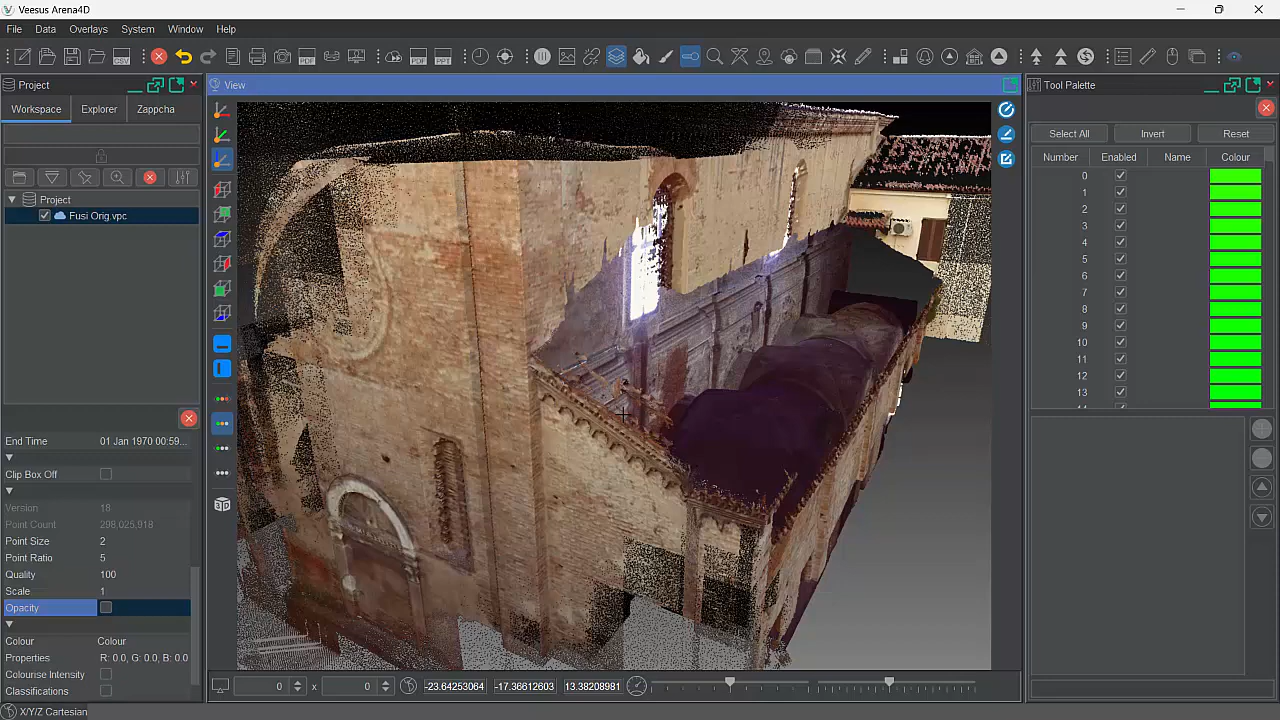 Veesus Arena4D
File Data Overlays System Window Help
CSV PDF PDF PPT
Project View Tool Palette
Workspace Explorer Zappcha
Select All Invert Reset
Number Enabled Name Colour
Project
Fusi Orig.vpc
0
1
2
3
4
5
6
7
8
9
10
11
12
13
End Time 01 Jan 1970 00:59...
Clip Box Off
Version 18
Point Count 298,025,918
Point Size 2
Point Ratio 5
Quality 100
Scale 1
Opacity
Colour Colour
Properties R: 0.0, G: 0.0, B: 0.0
Colourise Intensity
Classifications
0 x 0 -23.64253064 -17.36612603 13.38208981
X/Y/Z Cartesian